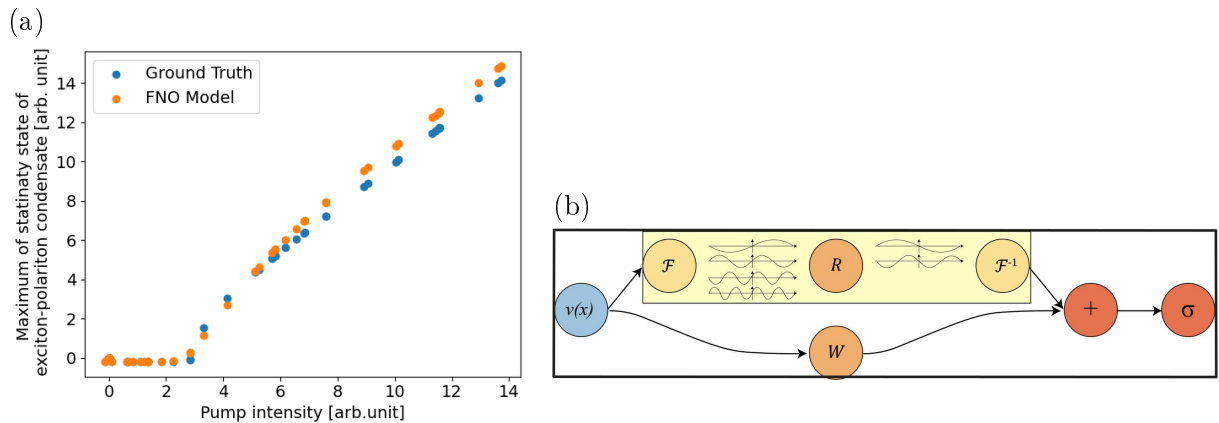 (a)
Maximum of statinaty state of
exciton-polariton condensate [arb. unit]
14
12
10
8
6
4
2
0
Ground Truth
FNO Model
0 2 4 6 8 10 12 14
Pump intensity [arb.unit]
(b)
v(x)
ℱ
R
ℱ⁻¹
W
+
σ